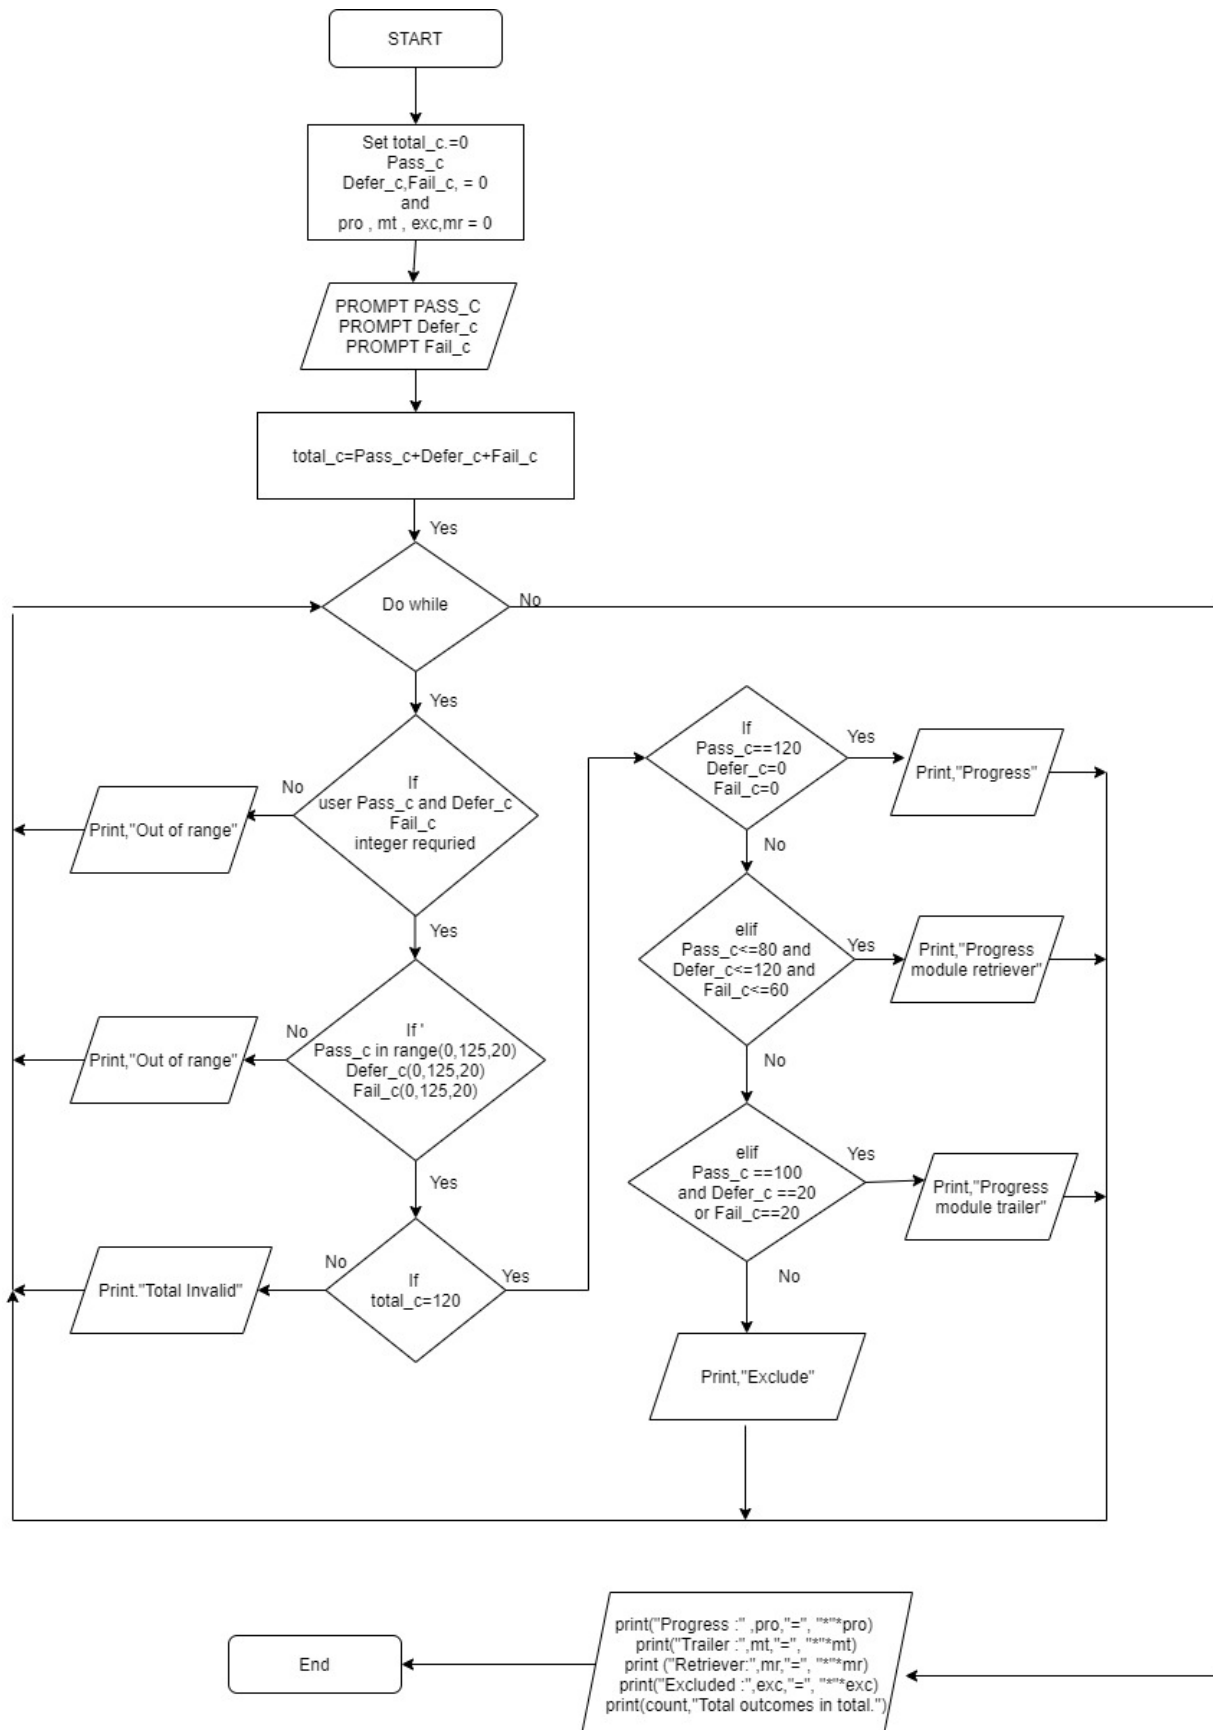 START
Set total_c.=0
Pass_c
Defer_c,Fail_c, = 0
and
pro , mt , exc,mr = 0
PROMPT PASS_C
PROMPT Defer_c
PROMPT Fail_c
total_c=Pass_c+Defer_c+Fail_c
Yes
Do while
No
Yes
If
user Pass_c and Defer_c
Fail_c
integer requried
No
Print,"Out of range"
Yes
If '
Pass_c in range(0,125,20)
Defer_c(0,125,20)
Fail_c(0,125,20)
No
Print,"Out of range"
Yes
If
total_c=120
No
Print."Total Invalid"
Yes
If
Pass_c==120
Defer_c=0
Fail_c=0
Yes
Print,"Progress"
No
elif
Pass_c<=80 and
Defer_c<=120 and
Fail_c<=60
Yes
Print,"Progress
module retriever"
No
elif
Pass_c ==100
and Defer_c ==20
or Fail_c==20
Yes
Print,"Progress
module trailer"
No
Print,"Exclude"
print("Progress :" ,pro,"=", "*"*pro)
print("Trailer :",mt,"=", "*"*mt)
print ("Retriever:",mr,"=", "*"*mr)
print("Excluded :",exc,"=", "*"*exc)
print(count,"Total outcomes in total.")
End